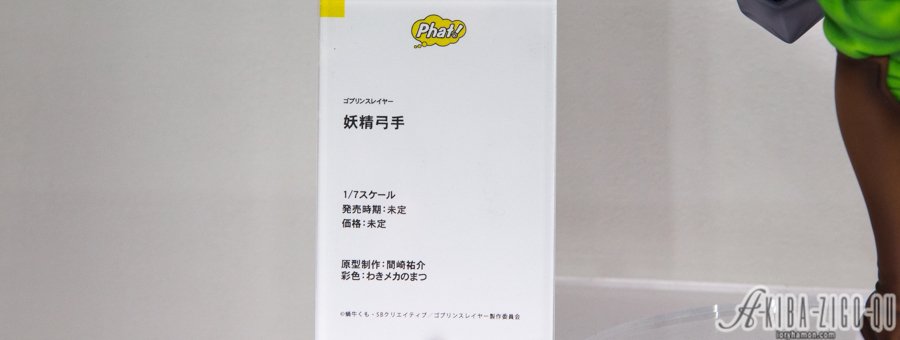 Phat!
ゴブリンスレイヤー
妖精弓手
1/7スケール
発売時期：未定
価格：未定
原型制作：間崎祐介
彩色：わきメカのまつ
©蝸牛くも・SBクリエイティブ／ゴブリンスレイヤー製作委員会
AKIBA-ZIGO-QU
toryhamon.com